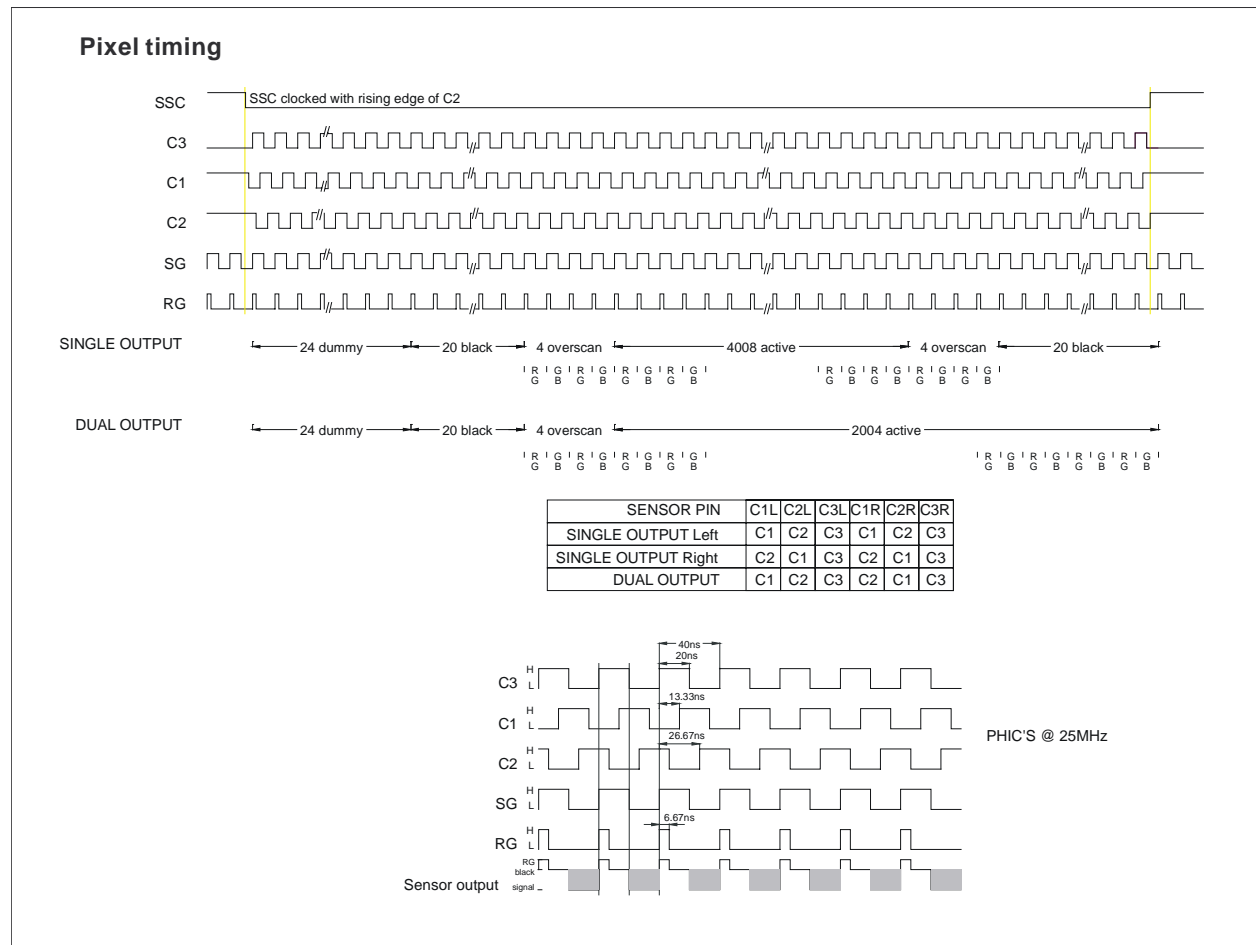 Pixel timing
SSC
SSC clocked with rising edge of C2
C3
C1
C2
SG
RG
SINGLE OUTPUT
24 dummy 20 black 4 overscan 4008 active 4 overscan 20 black
R G R G R G R G R G R G R G R G
G B G B G B G B G B G B G B G B
DUAL OUTPUT
24 dummy 20 black 4 overscan 2004 active
R G R G R G R G R G R G R G R G
G B G B G B G B G B G B G B G B
SENSOR PIN C1L C2L C3L C1R C2R C3R
SINGLE OUTPUT Left C1 C2 C3 C1 C2 C3
SINGLE OUTPUT Right C2 C1 C3 C2 C1 C3
DUAL OUTPUT C1 C2 C3 C2 C1 C3
40ns
20ns
H
C3 L
13.33ns
H
C1 L
PHIC'S @ 25MHz
26.67ns
H
C2 L
H
SG L
6.67ns
H
RG L
RG
black
Sensor output signal